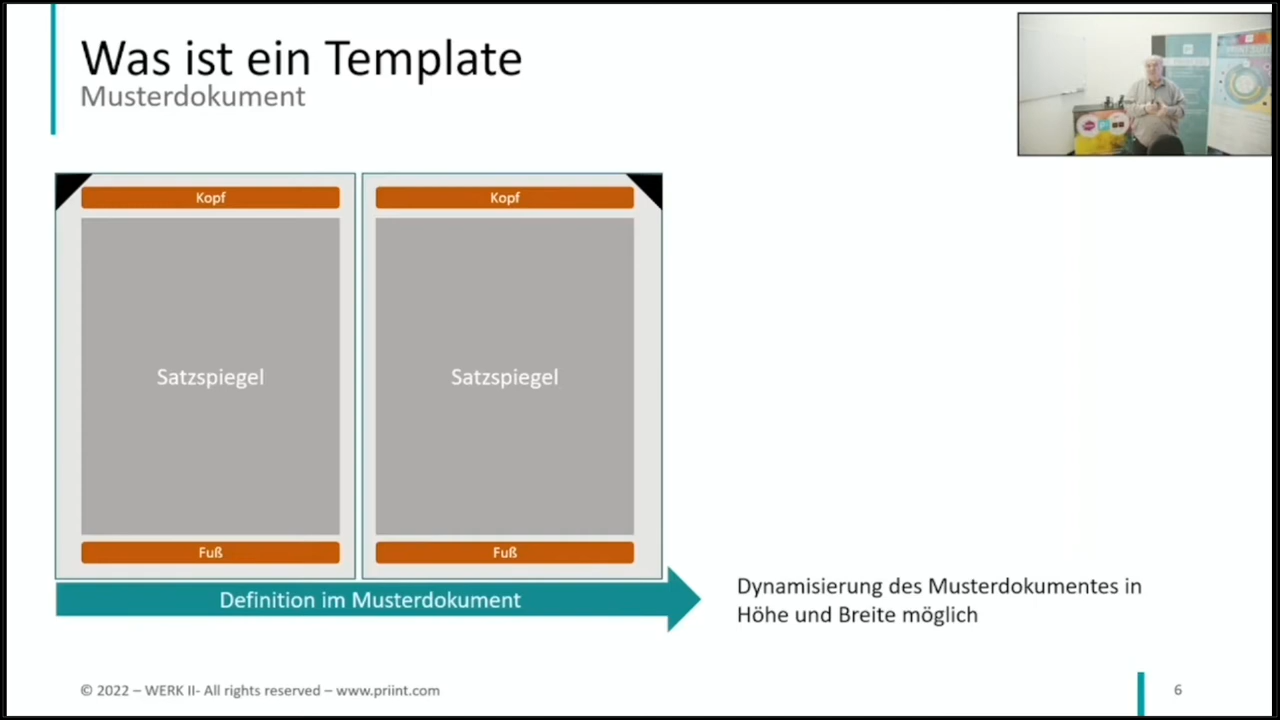 Was ist ein Template
Musterdokument
Kopf
Kopf
Satzspiegel
Satzspiegel
Fuß
Fuß
Definition im Musterdokument
Dynamisierung des Musterdokumentes in
Höhe und Breite möglich
© 2022 – WERK II- All rights reserved – www.priint.com
6